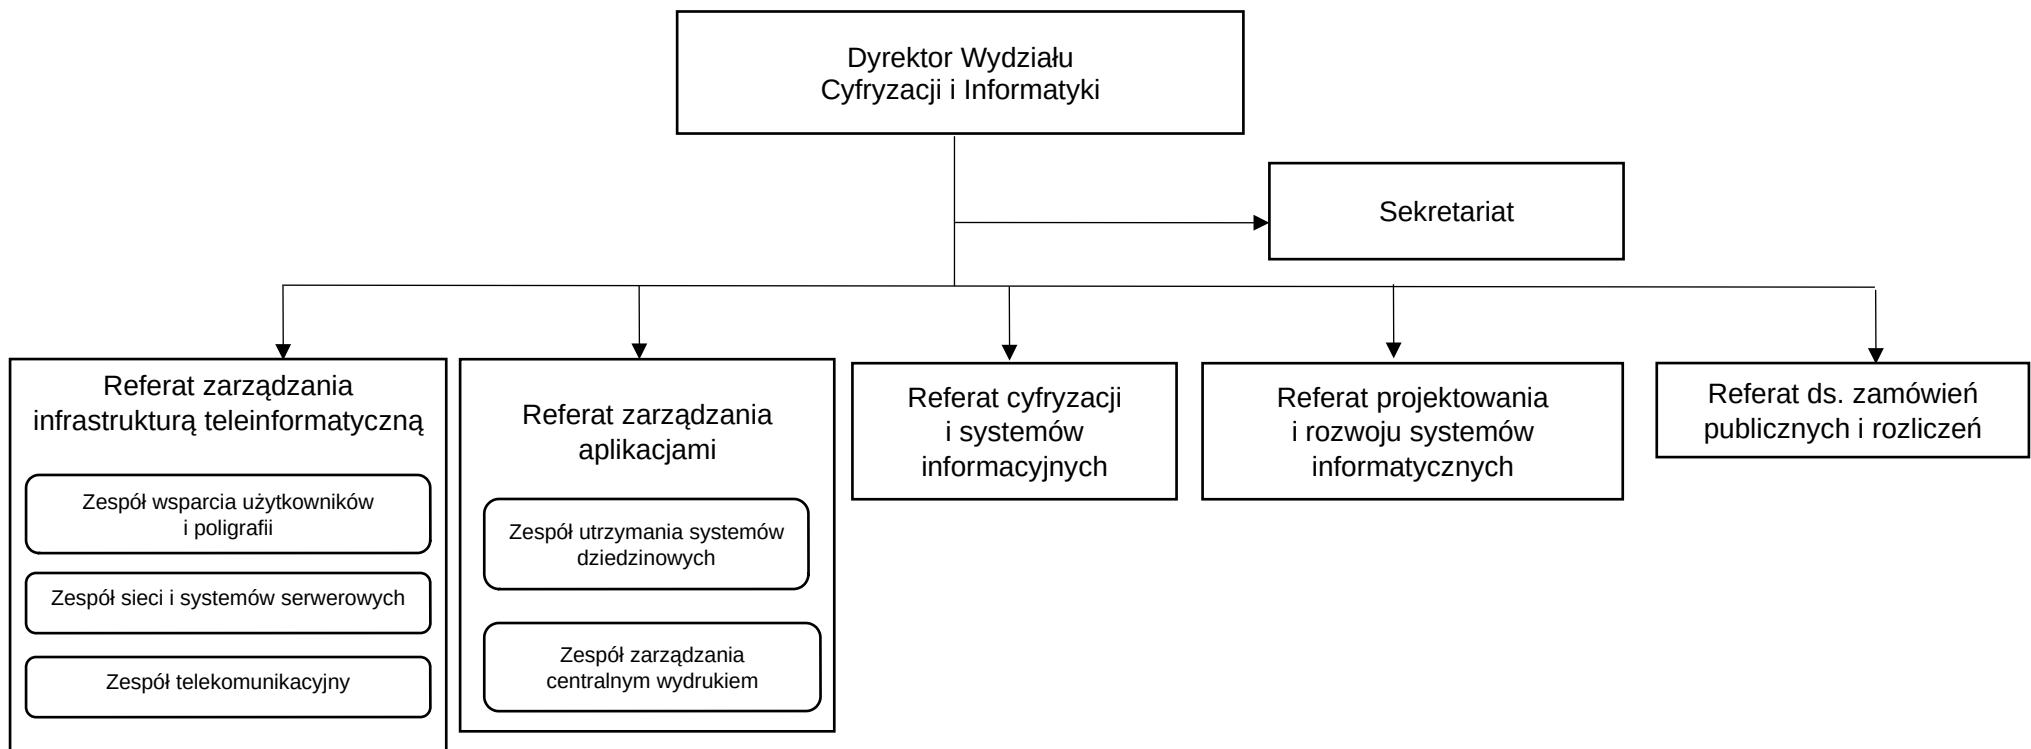 Dyrektor Wydziału
Cyfryzacji i Informatyki
Sekretariat
Referat zarządzania
infrastrukturą teleinformatyczną
Zespół wsparcia użytkowników
i poligrafii
Zespół sieci i systemów serwerowych
Zespół telekomunikacyjny
Referat zarządzania
aplikacjami
Zespół utrzymania systemów
dziedzinowych
Zespół zarządzania
centralnym wydrukiem
Referat cyfryzacji
i systemów
informacyjnych
Referat projektowania
i rozwoju systemów
informatycznych
Referat ds. zamówień
publicznych i rozliczeń